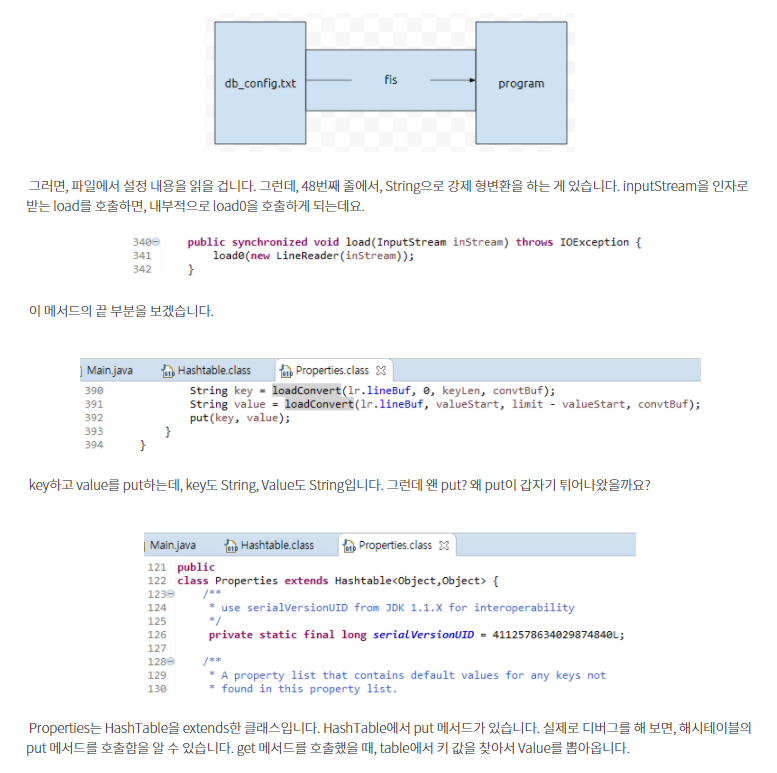 db_config.txt
fis
program
그러면, 파일에서 설정 내용을 읽을 겁니다. 그런데, 48번째 줄에서, String으로 강제 형변환을 하는 게 있습니다. inputStream을 인자로
받는 load를 호출하면, 내부적으로 load0을 호출하게 되는데요.
340 public synchronized void load(InputStream inStream) throws IOException {
341 load0(new LineReader(inStream));
342 }
이 메서드의 끝 부분을 보겠습니다.
Main.java Hashtable.class Properties.class
390 String key = loadConvert(lr.lineBuf, 0, keyLen, convtBuf);
391 String value = loadConvert(lr.lineBuf, valueStart, limit - valueStart, convtBuf);
392 put(key, value);
393 }
394 }
key하고 value를 put하는데, key도 String, Value도 String입니다. 그런데 왠 put? 왜 put이 갑자기 튀어나왔을까요?
Main.java Hashtable.class Properties.class
121 public
122 class Properties extends Hashtable<Object,Object> {
123 /**
124 * use serialVersionUID from JDK 1.1.X for interoperability
125 */
126 private static final long serialVersionUID = 4112578634029874840L;
127
128 /**
129 * A property list that contains default values for any keys not
130 * found in this property list.
Properties는 HashTable을 extends한 클래스입니다. HashTable에서 put 메서드가 있습니다. 실제로 디버그를 해 보면, 해시테이블의
put 메서드를 호출함을 알 수 있습니다. get 메서드를 호출했을 때, table에서 키 값을 찾아서 Value를 뽑아옵니다.